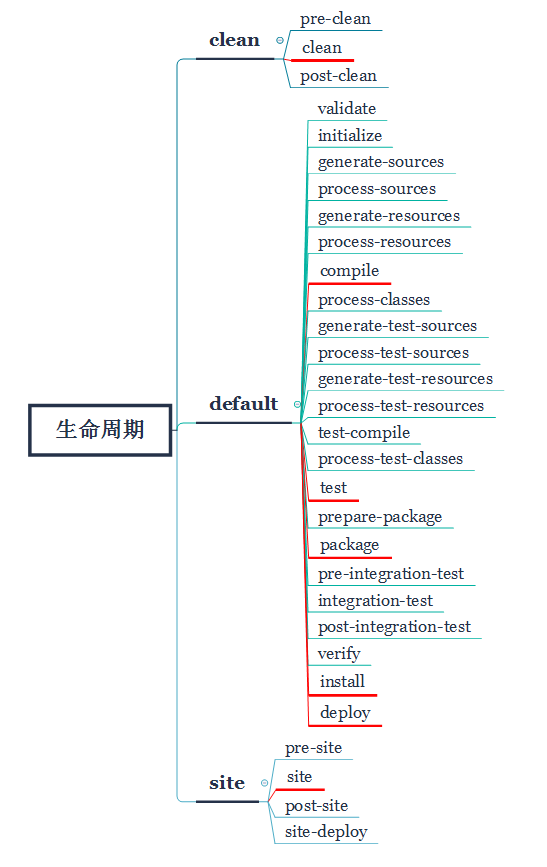 生命周期
clean
pre-clean
clean
post-clean
default
validate
initialize
generate-sources
process-sources
generate-resources
process-resources
compile
process-classes
generate-test-sources
process-test-sources
generate-test-resources
process-test-resources
test-compile
process-test-classes
test
prepare-package
package
pre-integration-test
integration-test
post-integration-test
verify
install
deploy
site
pre-site
site
post-site
site-deploy